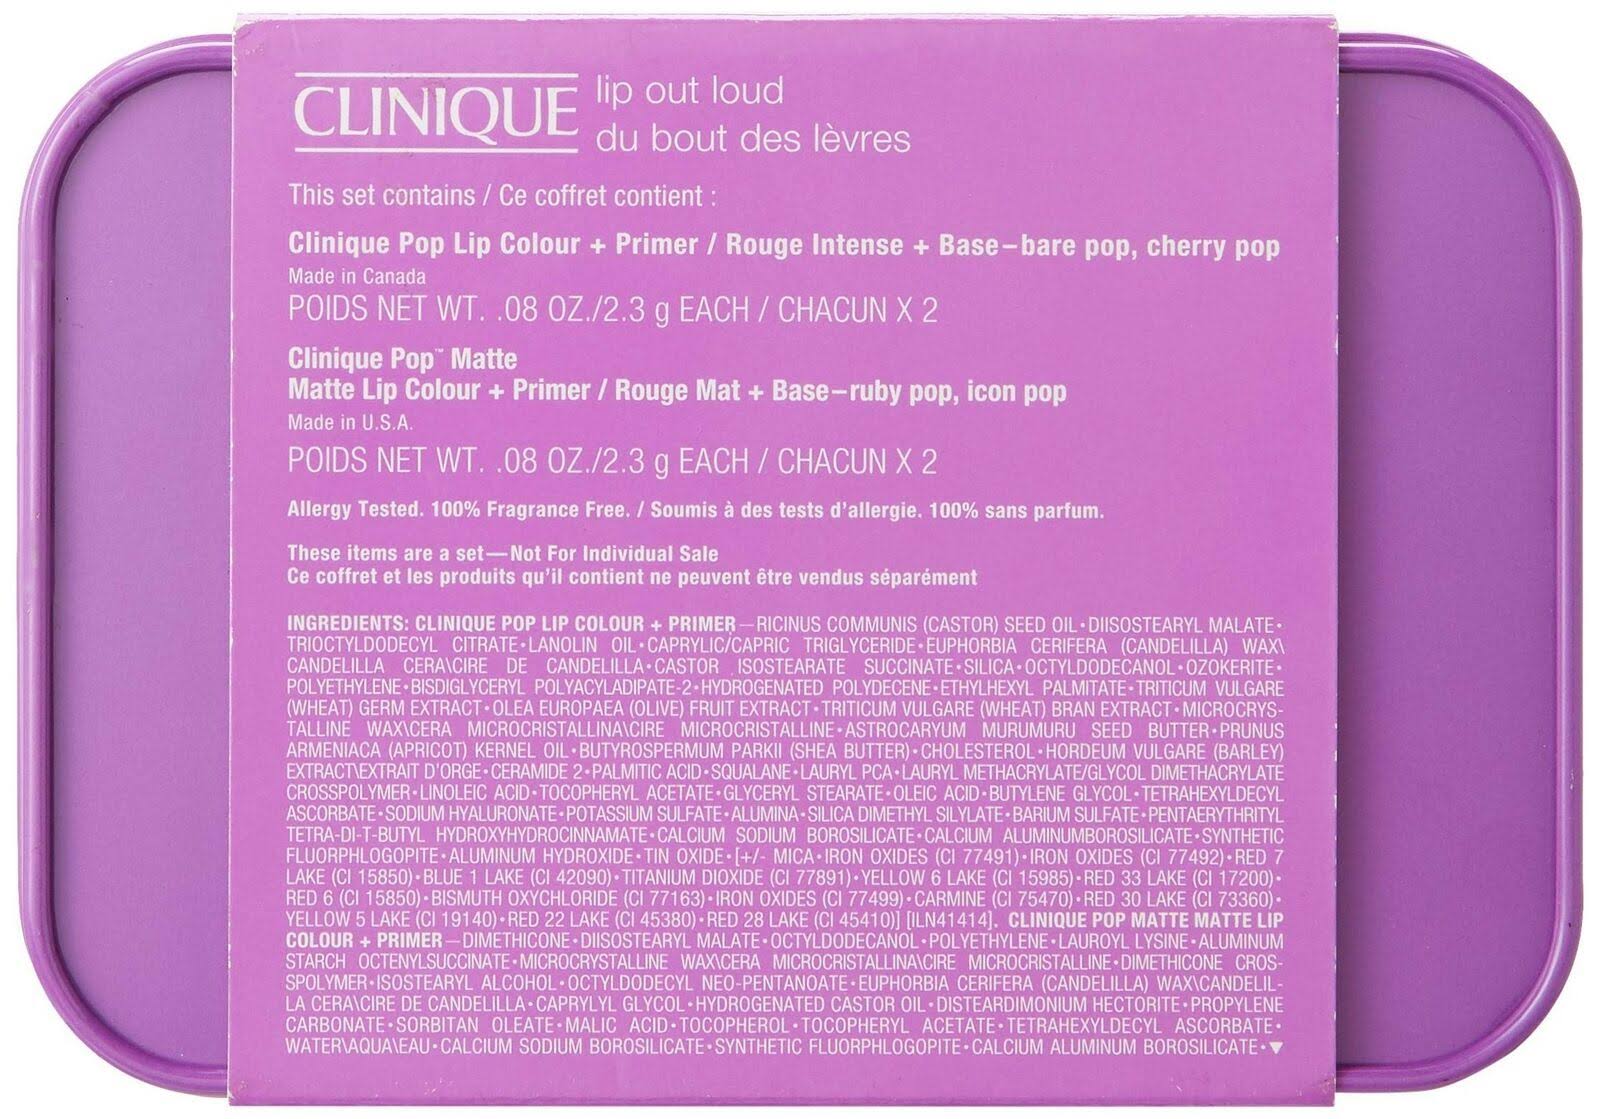 CLINIQUE
lip out loud
du bout des lèvres
This set contains / Ce coffret contient :
Clinique Pop Lip Colour + Primer / Rouge Intense + Base–bare pop, cherry pop
Made in Canada
POIDS NET WT. .08 OZ./2.3 g EACH / CHACUN X 2
Clinique Pop™ Matte
Matte Lip Colour + Primer / Rouge Mat + Base–ruby pop, icon pop
Made in U.S.A.
POIDS NET WT. .08 OZ./2.3 g EACH / CHACUN X 2
Allergy Tested. 100% Fragrance Free. / Soumis à des tests d'allergie. 100% sans parfum.
These items are a set—Not For Individual Sale
Ce coffret et les produits qu'il contient ne peuvent être vendus séparément
INGREDIENTS: CLINIQUE POP LIP COLOUR + PRIMER—RICINUS COMMUNIS (CASTOR) SEED OIL•DIISOSTEARYL MALATE•
TRIOCTYLDODECYL CITRATE•LANOLIN OIL•CAPRYLIC/CAPRIC TRIGLYCERIDE•EUPHORBIA CERIFERA (CANDELILLA) WAX\
CANDELILLA CERA\CIRE DE CANDELILLA•CASTOR ISOSTEARATE SUCCINATE•SILICA•OCTYLDODECANOL•OZOKERITE•
POLYETHYLENE•BISDIGLYCERYL POLYACYLADIPATE-2•HYDROGENATED POLYDECENE•ETHYLHEXYL PALMITATE•TRITICUM VULGARE
(WHEAT) GERM EXTRACT•OLEA EUROPAEA (OLIVE) FRUIT EXTRACT•TRITICUM VULGARE (WHEAT) BRAN EXTRACT•MICROCRYS-
TALLINE WAX\CERA MICROCRISTALLINA\CIRE MICROCRISTALLINE•ASTROCARYUM MURUMURU SEED BUTTER•PRUNUS
ARMENIACA (APRICOT) KERNEL OIL•BUTYROSPERMUM PARKII (SHEA BUTTER)•CHOLESTEROL•HORDEUM VULGARE (BARLEY)
EXTRACT\EXTRAIT D'ORGE•CERAMIDE 2•PALMITIC ACID•SQUALANE•LAURYL PCA•LAURYL METHACRYLATE/GLYCOL DIMETHACRYLATE
CROSSPOLYMER•LINOLEIC ACID•TOCOPHERYL ACETATE•GLYCERYL STEARATE•OLEIC ACID•BUTYLENE GLYCOL•TETRAHEXYLDECYL
ASCORBATE•SODIUM HYALURONATE•POTASSIUM SULFATE•ALUMINA•SILICA DIMETHYL SILYLATE•BARIUM SULFATE•PENTAERYTHRITYL
TETRA-DI-T-BUTYL HYDROXYHYDROCINNAMATE•CALCIUM SODIUM BOROSILICATE•CALCIUM ALUMINUMBOROSILICATE•SYNTHETIC
FLUORPHLOGOPITE•ALUMINUM HYDROXIDE•TIN OXIDE•[+/- MICA•IRON OXIDES (CI 77491)•IRON OXIDES (CI 77492)•RED 7
LAKE (CI 15850)•BLUE 1 LAKE (CI 42090)•TITANIUM DIOXIDE (CI 77891)•YELLOW 6 LAKE (CI 15985)•RED 33 LAKE (CI 17200)•
RED 6 (CI 15850)•BISMUTH OXYCHLORIDE (CI 77163)•IRON OXIDES (CI 77499)•CARMINE (CI 75470)•RED 30 LAKE (CI 73360)•
YELLOW 5 LAKE (CI 19140)•RED 22 LAKE (CI 45380)•RED 28 LAKE (CI 45410)] [ILN41414]. CLINIQUE POP MATTE MATTE LIP
COLOUR + PRIMER—DIMETHICONE•DIISOSTEARYL MALATE•OCTYLDODECANOL•POLYETHYLENE•LAUROYL LYSINE•ALUMINUM
STARCH OCTENYLSUCCINATE•MICROCRYSTALLINE WAX\CERA MICROCRISTALLINA\CIRE MICROCRISTALLINE•DIMETHICONE CROS-
SPOLYMER•ISOSTEARYL ALCOHOL•OCTYLDODECYL NEO-PENTANOATE•EUPHORBIA CERIFERA (CANDELILLA) WAX\CANDELIL-
LA CERA\CIRE DE CANDELILLA•CAPRYLYL GLYCOL•HYDROGENATED CASTOR OIL•DISTEARDIMONIUM HECTORITE•PROPYLENE
CARBONATE•SORBITAN OLEATE•MALIC ACID•TOCOPHEROL•TOCOPHERYL ACETATE•TETRAHEXYLDECYL ASCORBATE•
WATER\AQUA\EAU•CALCIUM SODIUM BOROSILICATE•SYNTHETIC FLUORPHLOGOPITE•CALCIUM ALUMINUM BOROSILICATE•▼